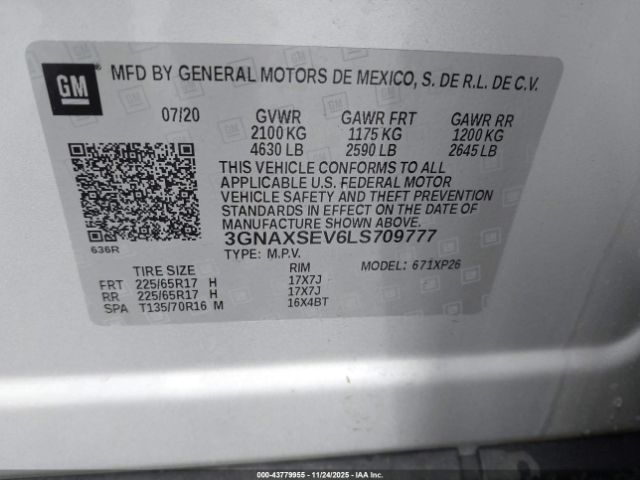 GM
MFD BY GENERAL MOTORS DE MEXICO, S. DE R.L. DE C.V.
07/20 GVWR GAWR FRT GAWR RR
2100 KG 1175 KG 1200 KG
4630 LB 2590 LB 2645 LB
THIS VEHICLE CONFORMS TO ALL
APPLICABLE U.S. FEDERAL MOTOR
VEHICLE SAFETY AND THEFT PREVENTION
STANDARDS IN EFFECT ON THE DATE OF
MANUFACTURE SHOWN ABOVE.
636R
3GNAXSEV6LS709777
TYPE: M.P.V. MODEL: 671XP26
TIRE SIZE RIM
FRT 225/65R17 H 17X7J
RR 225/65R17 H 17X7J
SPA T135/70R16 M 16X4BT
000-43779955 - 11/24/2025 - IAAI.COM